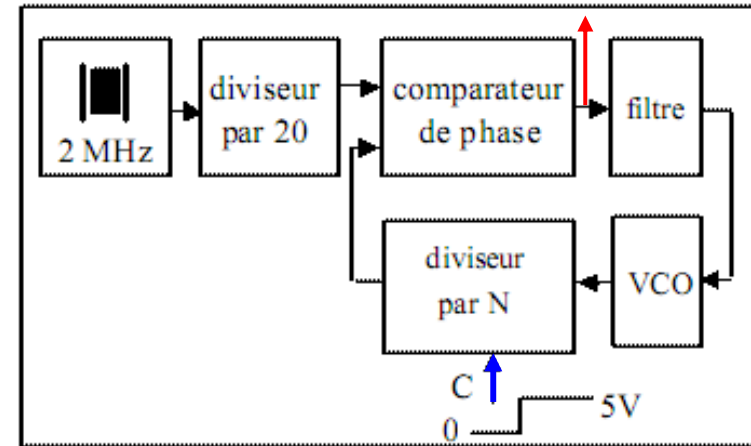 2 MHz
diviseur
par 20
comparateur
de phase
filtre
diviseur
par N
VCO
C
0
5V